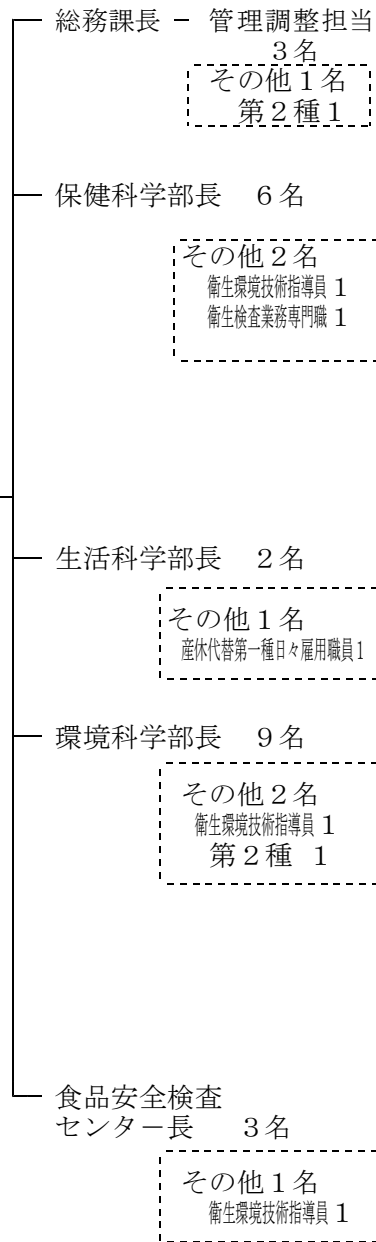 総務課長 － 管理調整担当
３名
その他１名
第２種１
保健科学部長　６名
その他２名
衛生環境技術指導員 1
衛生検査業務専門職 1
生活科学部長　２名
その他１名
産休代替第一種日々雇用職員1
環境科学部長　９名
その他２名
衛生環境技術指導員 1
第２種 1
食品安全検査
センター長　３名
その他１名
衛生環境技術指導員 1